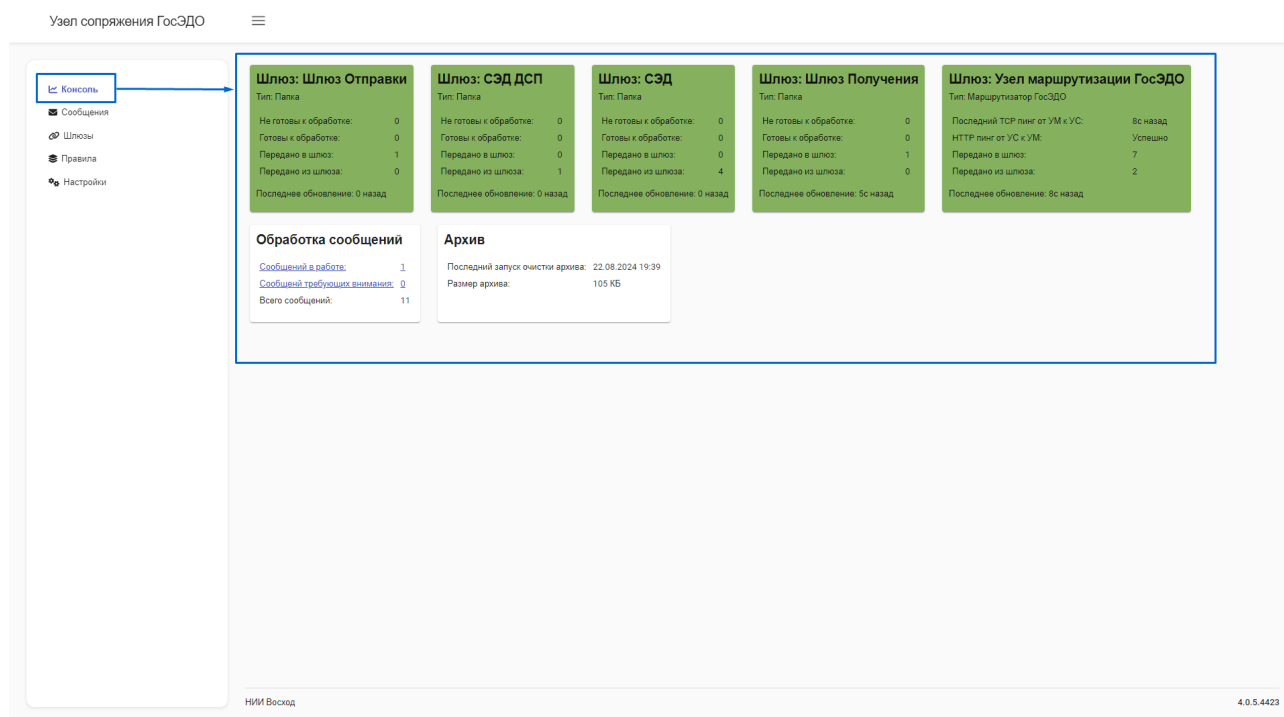 Узел сопряжения ГосЭДО
Консоль
Сообщения
Шлюзы
Правила
Настройки
Шлюз: Шлюз Отправки
Тип: Папка
Не готовы к обработке: 0
Готовы к обработке: 0
Передано в шлюз: 1
Передано из шлюза: 0
Последнее обновление: 0 назад
Шлюз: СЭД ДСП
Тип: Папка
Не готовы к обработке: 0
Готовы к обработке: 0
Передано в шлюз: 0
Передано из шлюза: 1
Последнее обновление: 0 назад
Шлюз: СЭД
Тип: Папка
Не готовы к обработке: 0
Готовы к обработке: 0
Передано в шлюз: 0
Передано из шлюза: 4
Последнее обновление: 0 назад
Шлюз: Шлюз Получения
Тип: Папка
Не готовы к обработке: 0
Готовы к обработке: 0
Передано в шлюз: 1
Передано из шлюза: 0
Последнее обновление: 5с назад
Шлюз: Узел маршрутизации ГосЭДО
Тип: Маршрутизатор ГосЭДО
Последний TCP пинг от УМ к УС: 8с назад
HTTP пинг от УС к УМ: Успешно
Передано в шлюз: 7
Передано из шлюза: 2
Последнее обновление: 8с назад
Обработка сообщений
Сообщений в работе: 1
Сообщенй требующих внимания: 0
Всего сообщений: 11
Архив
Последний запуск очистки архива: 22.08.2024 19:39
Размер архива: 105 КБ
НИИ Восход
4.0.5.4423